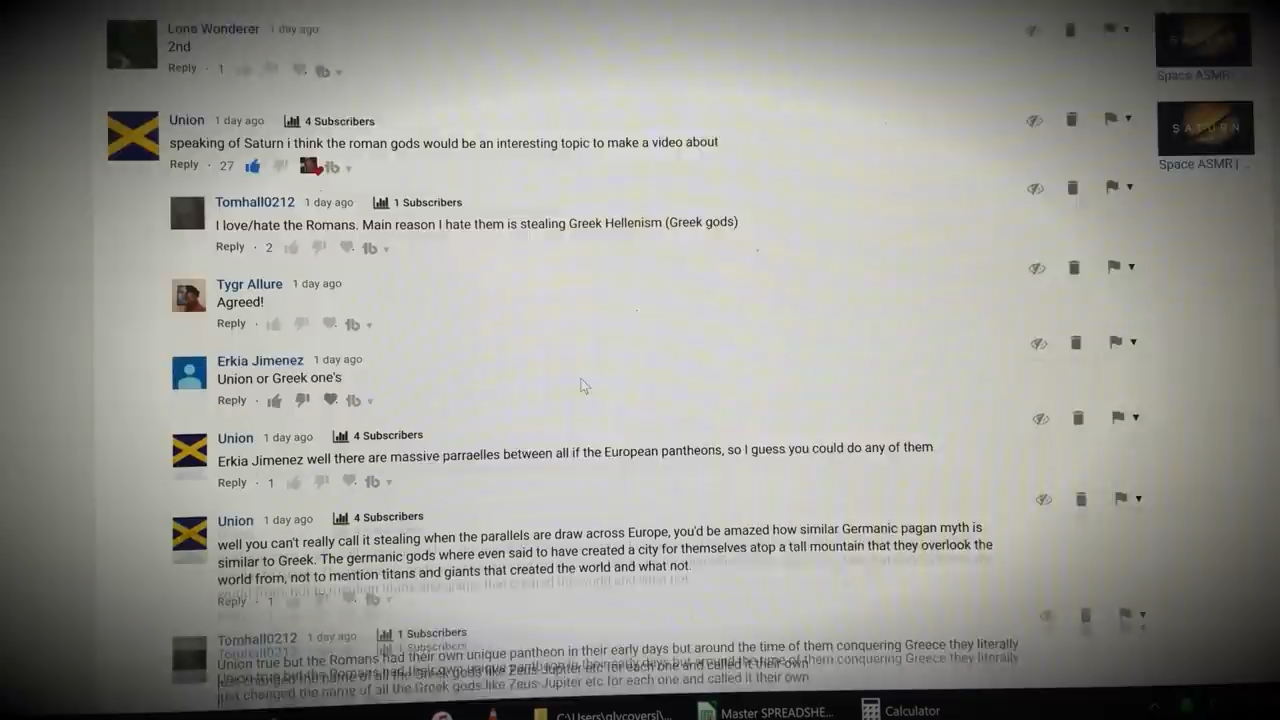 Lone Wonderer 1 day ago
2nd
Reply · 1
Space ASMR
Union 1 day ago 4 Subscribers
speaking of Saturn i think the roman gods would be an interesting topic to make a video about
Reply · 27
SATURN
Space ASMR | ...
Tomhall0212 1 day ago 1 Subscribers
I love/hate the Romans. Main reason I hate them is stealing Greek Hellenism (Greek gods)
Reply · 2
Tygr Allure 1 day ago
Agreed!
Reply ·
Erkia Jimenez 1 day ago
Union or Greek one's
Reply ·
Union 1 day ago 4 Subscribers
Erkia Jimenez well there are massive parraelles between all if the European pantheons, so I guess you could do any of them
Reply · 1
Union 1 day ago 4 Subscribers
well you can't really call it stealing when the parallels are draw across Europe, you'd be amazed how similar Germanic pagan myth is
similar to Greek. The germanic gods where even said to have created a city for themselves atop a tall mountain that they overlook the
world from, not to mention titans and giants that created the world and what not.
Reply · 1
Tomhall0212 1 day ago 1 Subscribers
Union true but the Romans had their own unique pantheon in their early days but around the time of them conquering Greece they literally
just changed the name of all the Greek gods like Zeus-Jupiter etc for each one and called it their own
C:\Users\glycoversl\...
Master SPREADSHE...
Calculator